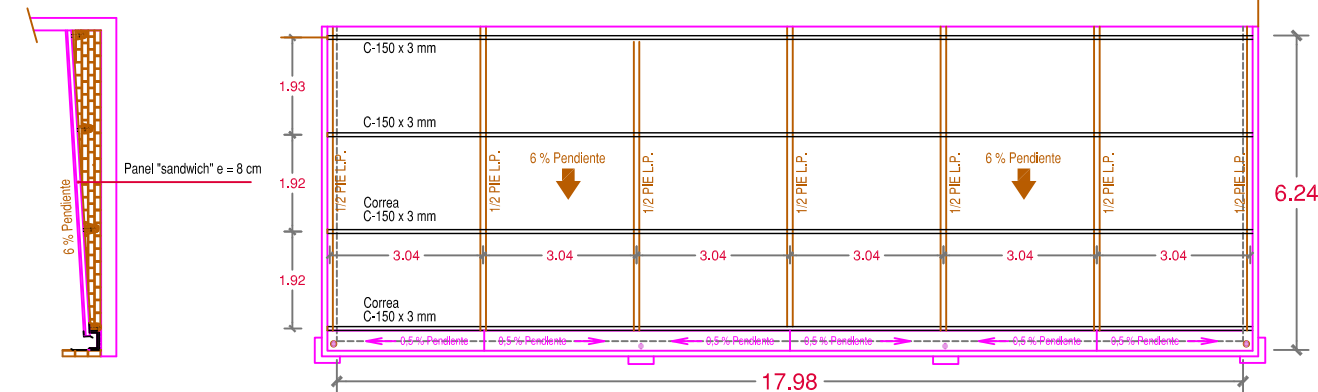 6 % Pendiente
Panel "sandwich" e = 8 cm
1.93
1.92
1.92
C-150 x 3 mm
C-150 x 3 mm
1/2 PIE L.P.
1/2 PIE L.P.
6 % Pendiente
1/2 PIE L.P.
1/2 PIE L.P.
1/2 PIE L.P.
6 % Pendiente
1/2 PIE L.P.
1/2 PIE L.P.
Correa
C-150 x 3 mm
3.04
3.04
3.04
3.04
3.04
3.04
Correa
C-150 x 3 mm
0,5 % Pendiente
0,5 % Pendiente
0,5 % Pendiente
0,5 % Pendiente
0,5 % Pendiente
0,5 % Pendiente
6.24
17.98